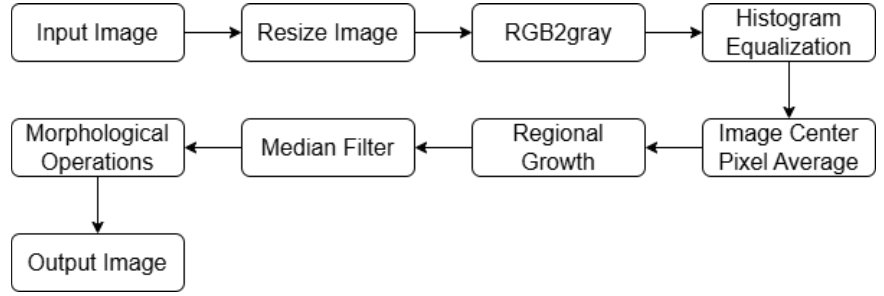 Input Image
Resize Image
RGB2gray
Histogram
Equalization
Image Center
Pixel Average
Regional
Growth
Median Filter
Morphological
Operations
Output Image